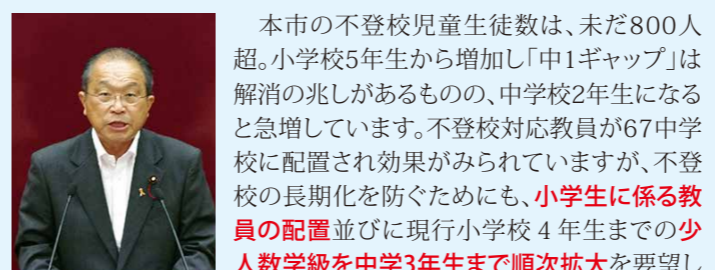 本市の不登校児童生徒数は、未だ800人
超。小学校5年生から増加し「中1ギャップ」は
解消の兆しがあるものの、中学校2年生になる
と急増しています。不登校対応教員が67中学
校に配置され効果がみられていますが、不登
校の長期化を防ぐためにも、小学生に係る教
員の配置並びに現行小学校4年生までの少
人数学級を中学3年生まで順次拡大を要望し